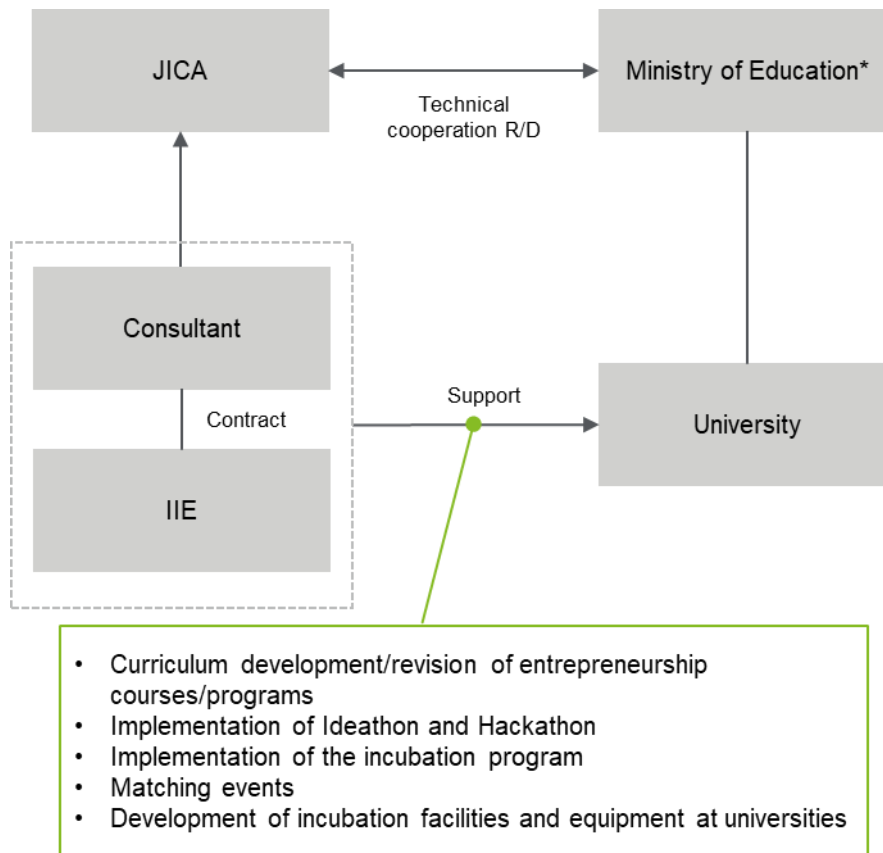 JICA
Ministry of Education*
Technical
cooperation R/D
Consultant
Contract
IIE
Support
University
• Curriculum development/revision of entrepreneurship
courses/programs
• Implementation of Ideathon and Hackathon
• Implementation of the incubation program
• Matching events
• Development of incubation facilities and equipment at universities